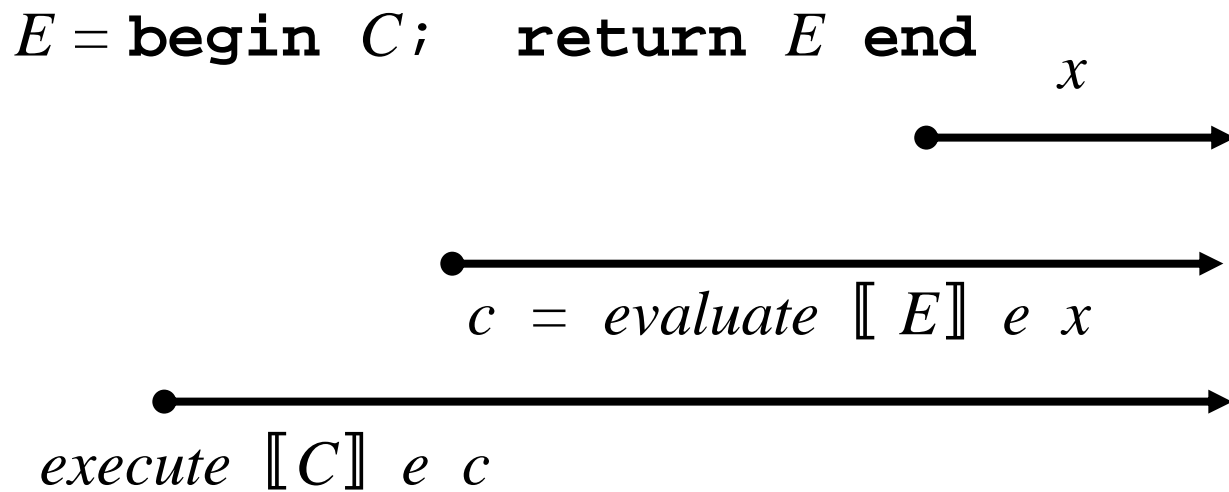 E = begin C; return E end
x
c = evaluate ⟦ E⟧ e x
execute ⟦C⟧ e c